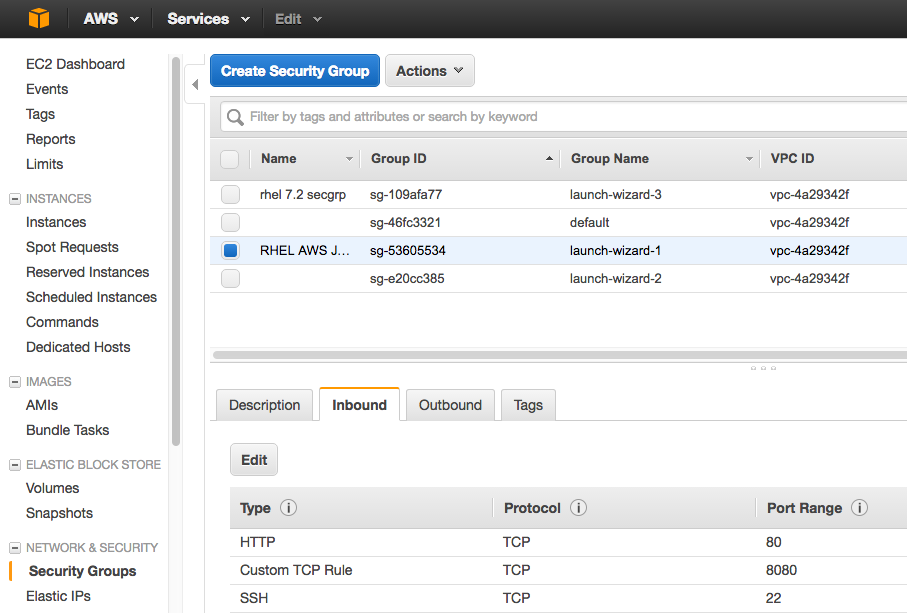 AWS Services Edit
EC2 Dashboard
Events
Tags
Reports
Limits
INSTANCES
Instances
Spot Requests
Reserved Instances
Scheduled Instances
Commands
Dedicated Hosts
IMAGES
AMIs
Bundle Tasks
ELASTIC BLOCK STORE
Volumes
Snapshots
NETWORK & SECURITY
Security Groups
Elastic IPs
Create Security Group Actions
Filter by tags and attributes or search by keyword
Name Group ID Group Name VPC ID
rhel 7.2 secgrp sg-109afa77 launch-wizard-3 vpc-4a29342f
sg-46fc3321 default vpc-4a29342f
RHEL AWS J... sg-53605534 launch-wizard-1 vpc-4a29342f
sg-e20cc385 launch-wizard-2 vpc-4a29342f
Description Inbound Outbound Tags
Edit
Type Protocol Port Range
HTTP TCP 80
Custom TCP Rule TCP 8080
SSH TCP 22